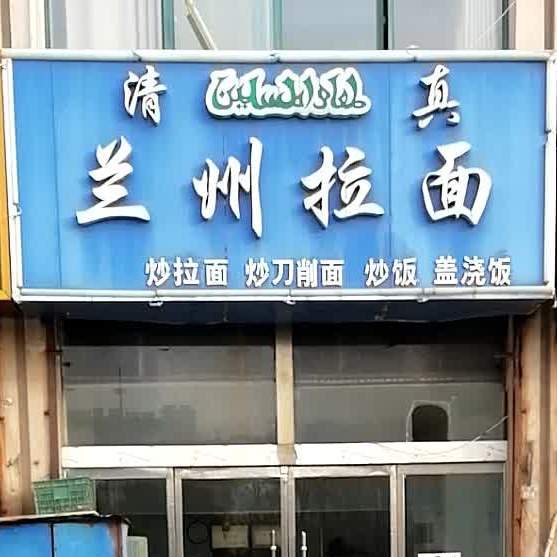 清 真
兰州拉面
炒拉面 炒刀削面 炒饭 盖浇饭